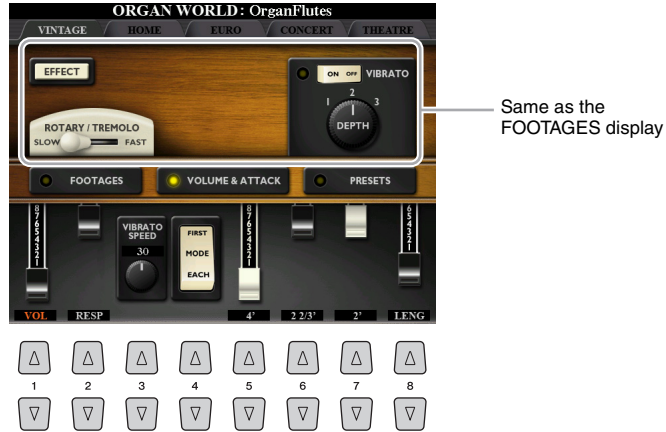 ORGAN WORLD: OrganFlutes
VINTAGE HOME EURO CONCERT THEATRE
EFFECT
ON OFF VIBRATO
1 2 3
DEPTH
ROTARY / TREMOLO
SLOW FAST
Same as the
FOOTAGES display
FOOTAGES VOLUME & ATTACK PRESETS
8
7
6
5
4
3
2
1
VIBRATO
SPEED
30
FIRST
MODE
EACH
8
7
6
5
4
3
2
1
6
5
4
3
2
1
VOL RESP 4' 2 2/3' 2' LENG
1 2 3 4 5 6 7 8